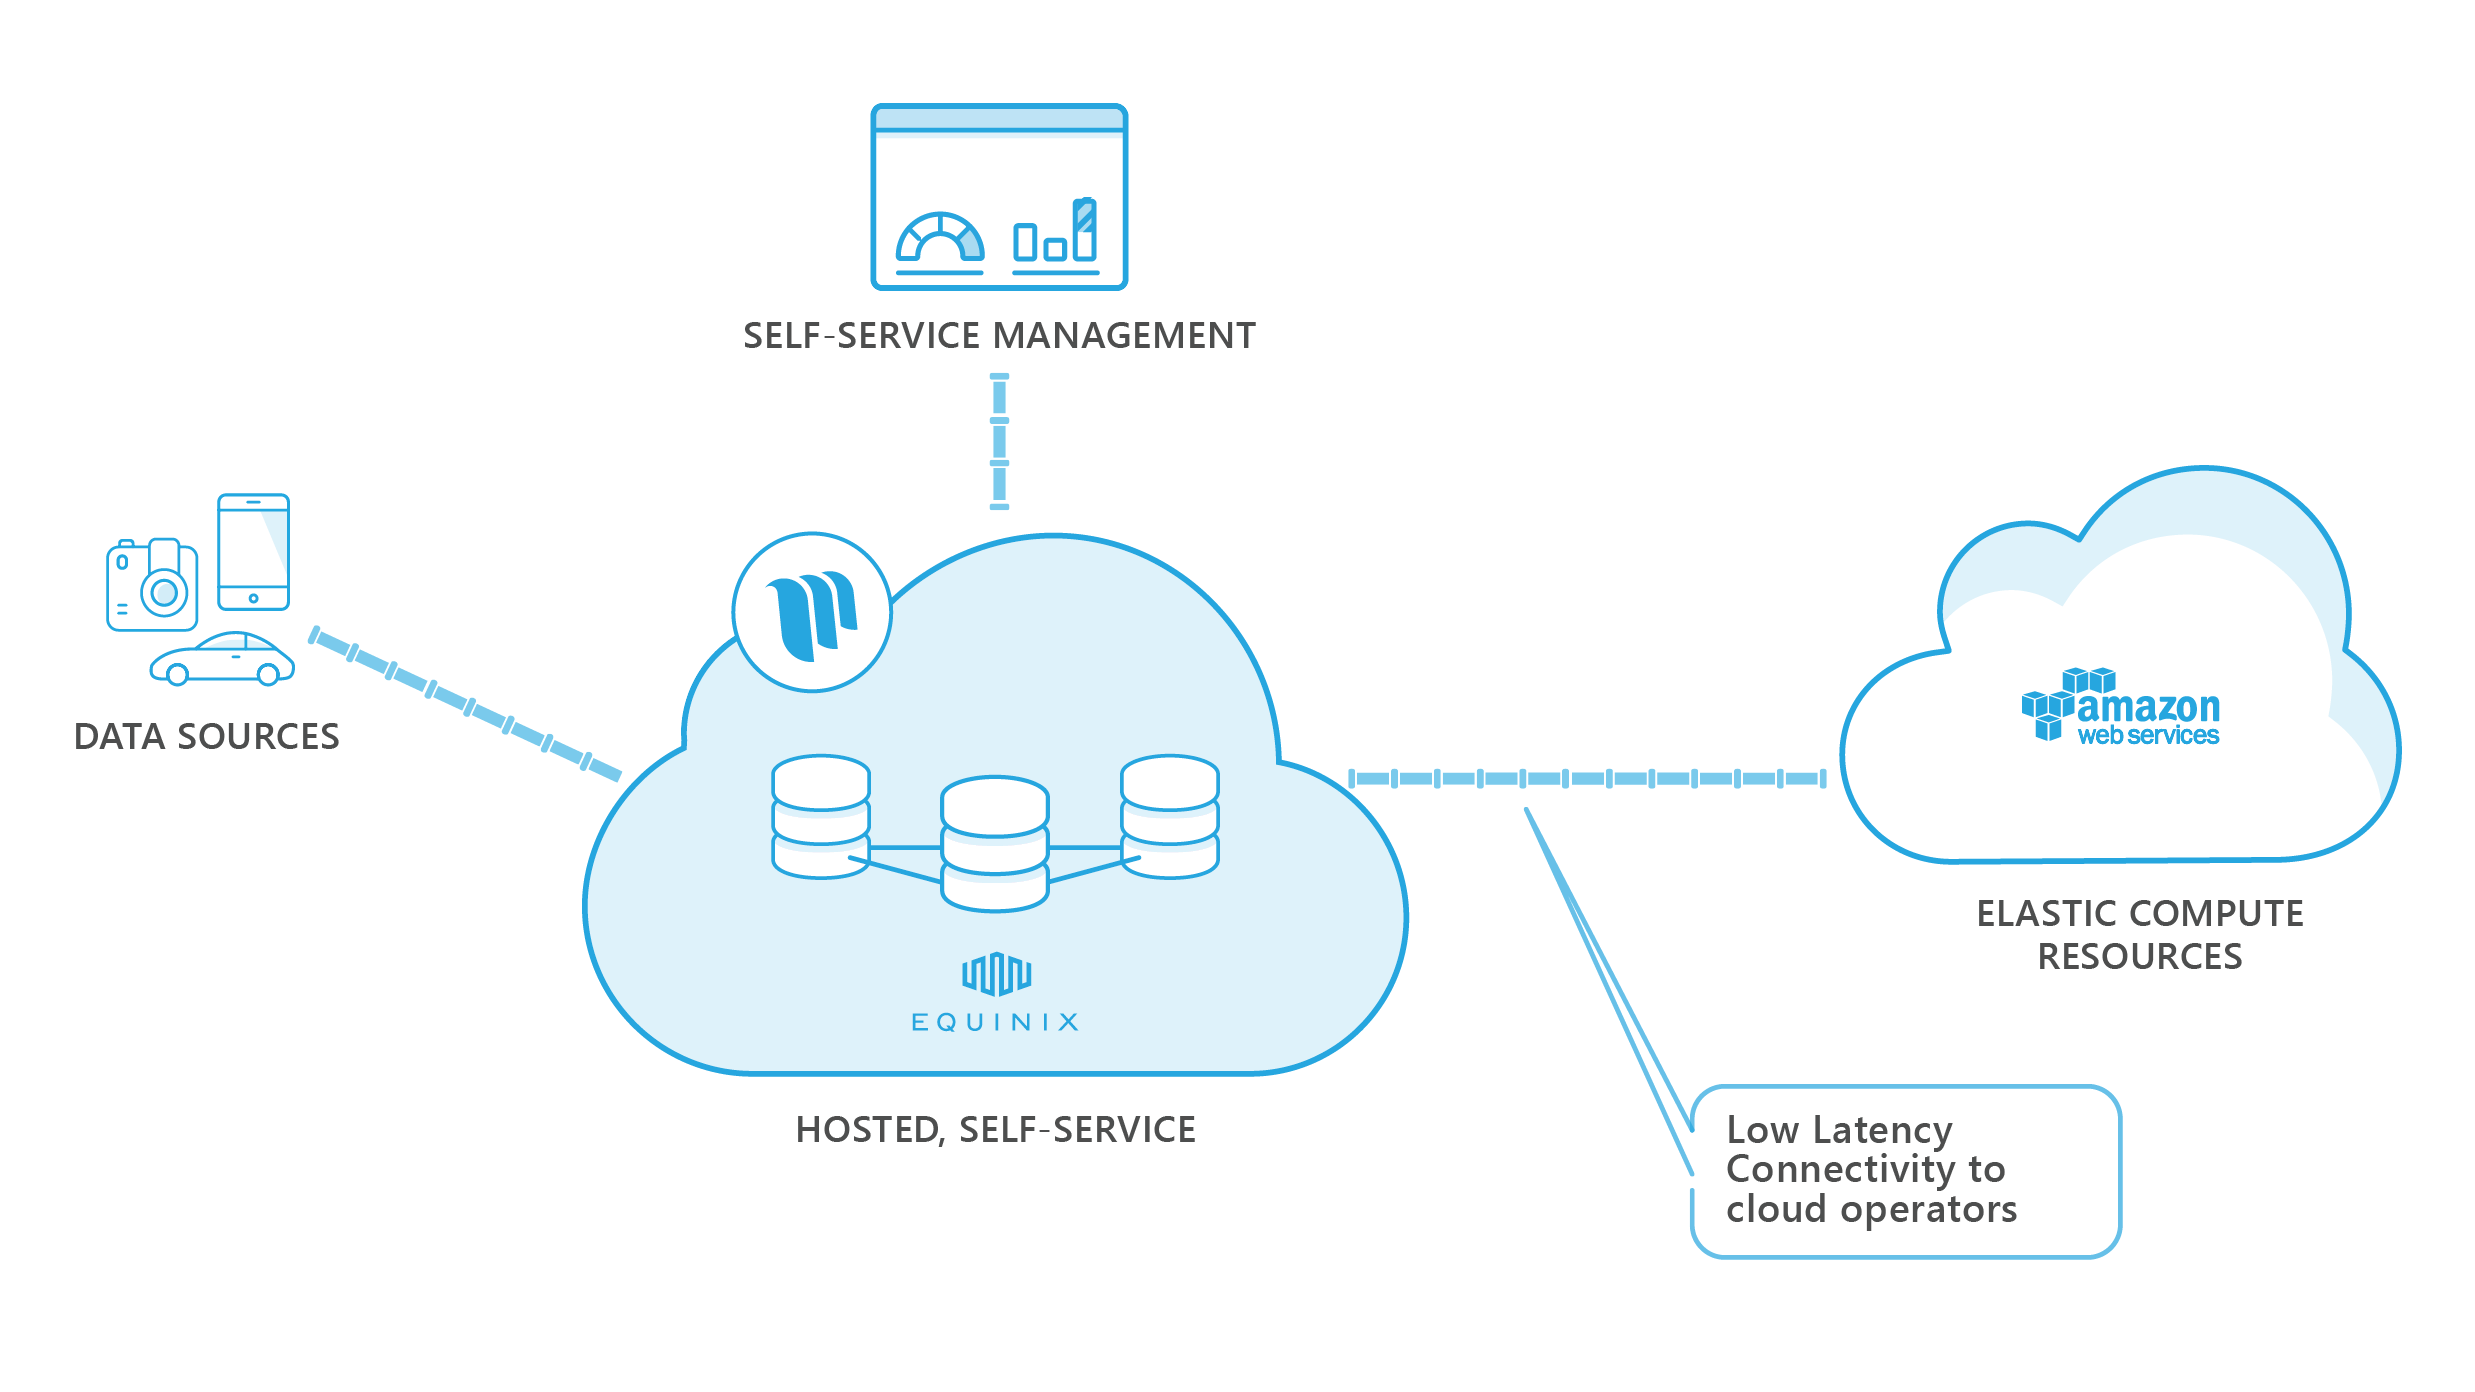 SELF-SERVICE MANAGEMENT
DATA SOURCES
amazon
web services
EQUINIX
ELASTIC COMPUTE
RESOURCES
HOSTED, SELF-SERVICE
Low Latency
Connectivity to
cloud operators